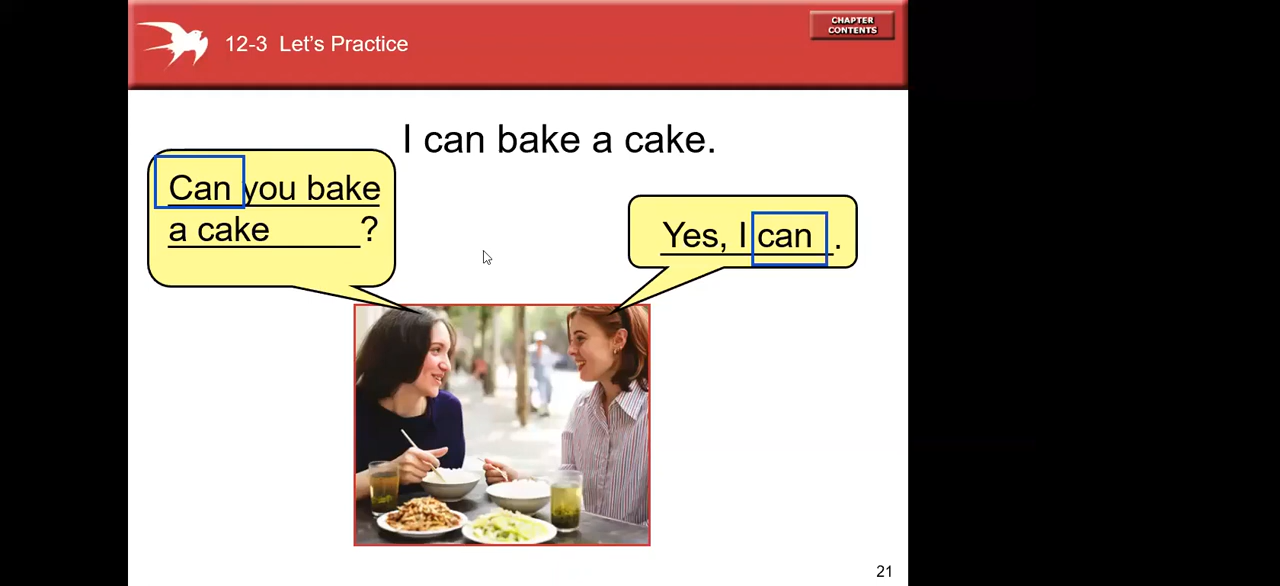 12-3 Let's Practice
CHAPTER
CONTENTS
I can bake a cake.
Can you bake
a cake ?
Yes, I can .
21